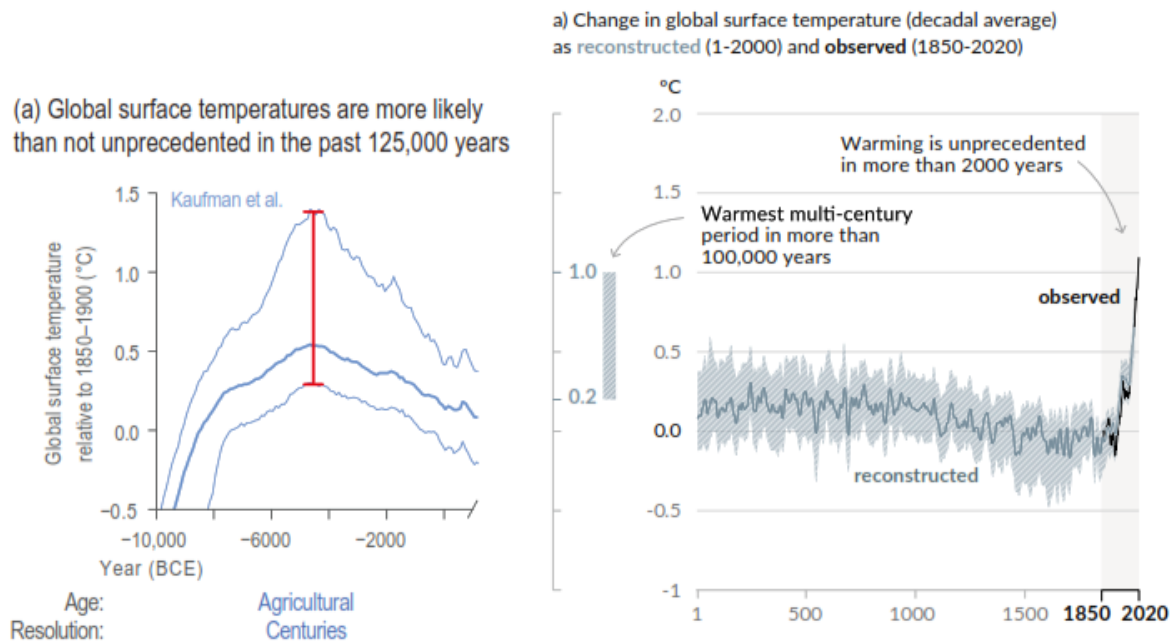 (a) Global surface temperatures are more likely
than not unprecedented in the past 125,000 years
Kaufman et al.
Global surface temperature
relative to 1850–1900 (°C)
1.5
1.0
0.5
0.0
−0.5
−10,000
−6000
−2000
Year (BCE)
Age:
Agricultural
Resolution:
Centuries
a) Change in global surface temperature (decadal average)
as reconstructed (1-2000) and observed (1850-2020)
°C
2.0
1.5
1.0
0.5
0.0
-0.5
-1
Warming is unprecedented
in more than 2000 years
Warmest multi-century
period in more than
100,000 years
1.0
0.2
observed
reconstructed
1
500
1000
1500
1850
2020